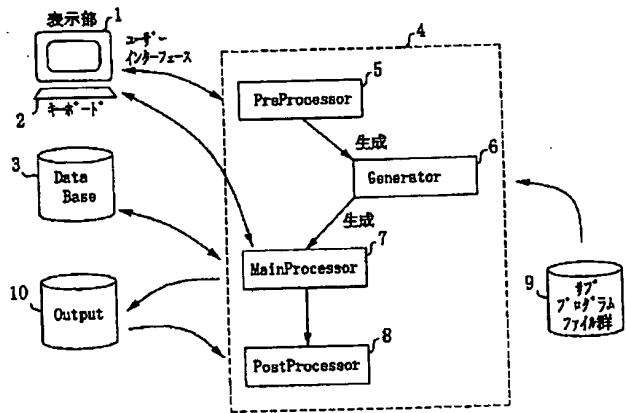 表示部
1
ユーザー
インターフェース
2
キーボード
3
Data
Base
10
Output
4
5
PreProcessor
生成
6
Generator
生成
7
MainProcessor
8
PostProcessor
9
サブ
プログラム
ファイル群